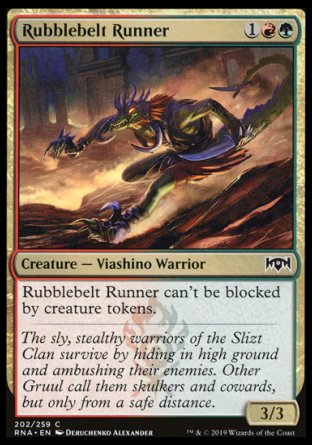 Rubblebelt Runner 1
Creature — Viashino Warrior
Rubblebelt Runner can't be blocked
by creature tokens.
The sly, stealthy warriors of the Slizt
Clan survive by hiding in high ground
and ambushing their enemies. Other
Gruul call them skulkers and cowards,
but only from a safe distance.
3/3
202/259 C
RNA • EN Deruchenko Alexander
™ & © 2019 Wizards of the Coast